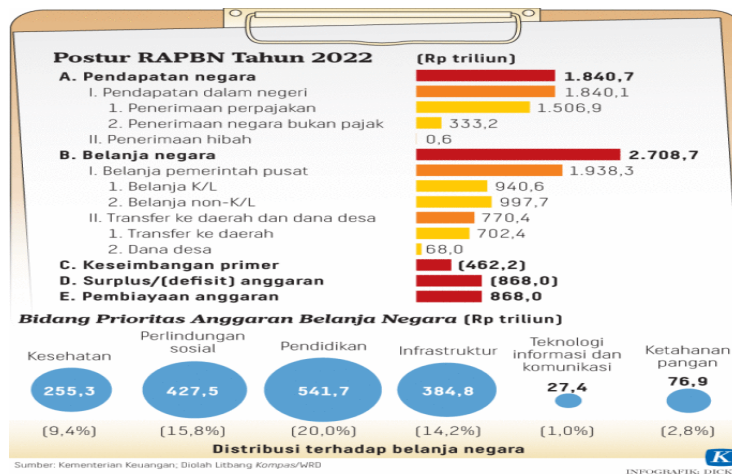 Postur RAPBN Tahun 2022 (Rp triliun)
A. Pendapatan negara 1.840,7
I. Pendapatan dalam negeri 1.840,1
1. Penerimaan perpajakan 1.506,9
2. Penerimaan negara bukan pajak 333,2
II. Penerimaan hibah 0,6
B. Belanja negara 2.708,7
I. Belanja pemerintah pusat 1.938,3
1. Belanja K/L 940,6
2. Belanja non-K/L 997,7
II. Transfer ke daerah dan dana desa 770,4
1. Transfer ke daerah 702,4
2. Dana desa 68,0
C. Keseimbangan primer (462,2)
D. Surplus/(defisit) anggaran (868,0)
E. Pembiayaan anggaran 868,0
Bidang Prioritas Anggaran Belanja Negara (Rp triliun)
Kesehatan
255,3
(9,4%)
Perlindungan
sosial
427,5
(15,8%)
Pendidikan
541,7
(20,0%)
Infrastruktur
384,8
(14,2%)
Teknologi
informasi dan
komunikasi
27,4
(1,0%)
Ketahanan
pangan
76,9
(2,8%)
Distribusi terhadap belanja negara
Sumber: Kementerian Keuangan; Diolah Litbang Kompas/WRD
K
INFOGRAFIK: DICK